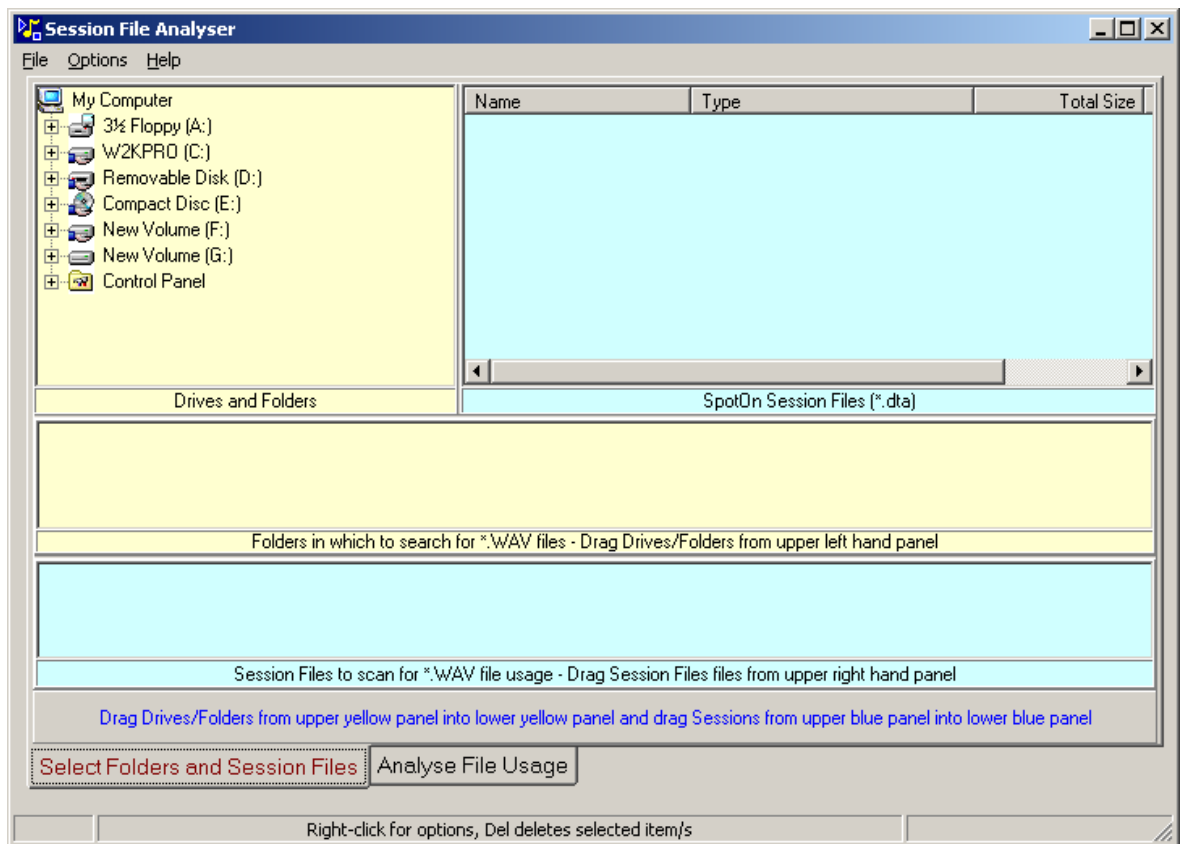 Session File Analyser
File Options Help
My Computer
3½ Floppy (A:)
W2KPRO (C:)
Removable Disk (D:)
Compact Disc (E:)
New Volume (F:)
New Volume (G:)
Control Panel
Drives and Folders
Name Type Total Size
SpotOn Session Files (*.dta)
Folders in which to search for *.WAV files - Drag Drives/Folders from upper left hand panel
Session Files to scan for *.WAV file usage - Drag Session Files files from upper right hand panel
Drag Drives/Folders from upper yellow panel into lower yellow panel and drag Sessions from upper blue panel into lower blue panel
Select Folders and Session Files Analyse File Usage
Right-click for options, Del deletes selected item/s